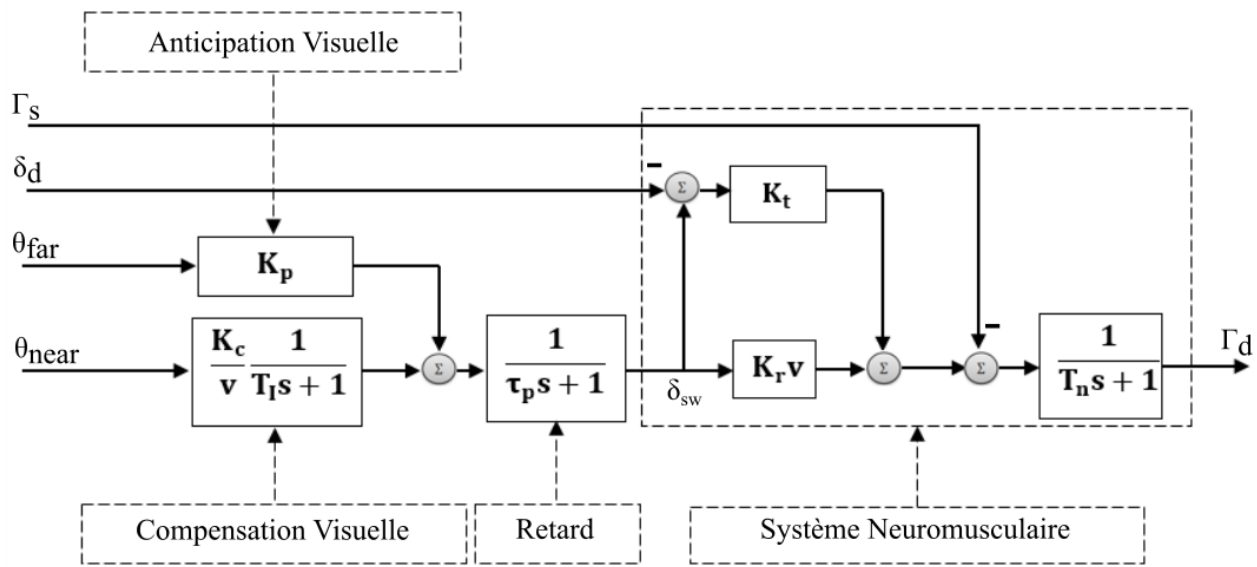 Anticipation Visuelle
Γs
δd
−
Σ
Kt
θfar
Kp
θnear
Kc/v 1/(TIs + 1)
Σ
1/(τps + 1)
δsw
Krv
Σ
Σ
−
1/(Tns + 1)
Γd
Compensation Visuelle
Retard
Système Neuromusculaire